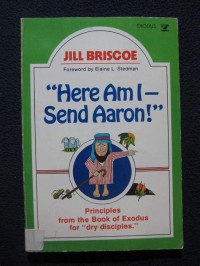 EXODUS
JILL BRISCOE
Foreword by Elaine L. Stedman
"Here Am I—
Send Aaron!"
Principles
from the Book of Exodus
for "dry disciples."